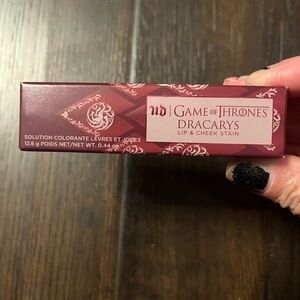 UD | GAME OF THRONES
DRACARYS
LIP & CHEEK STAIN
SOLUTION COLORANTE LÈVRES ET JOUES
12.6 g POIDS NET/NET WT. 0.44 oz